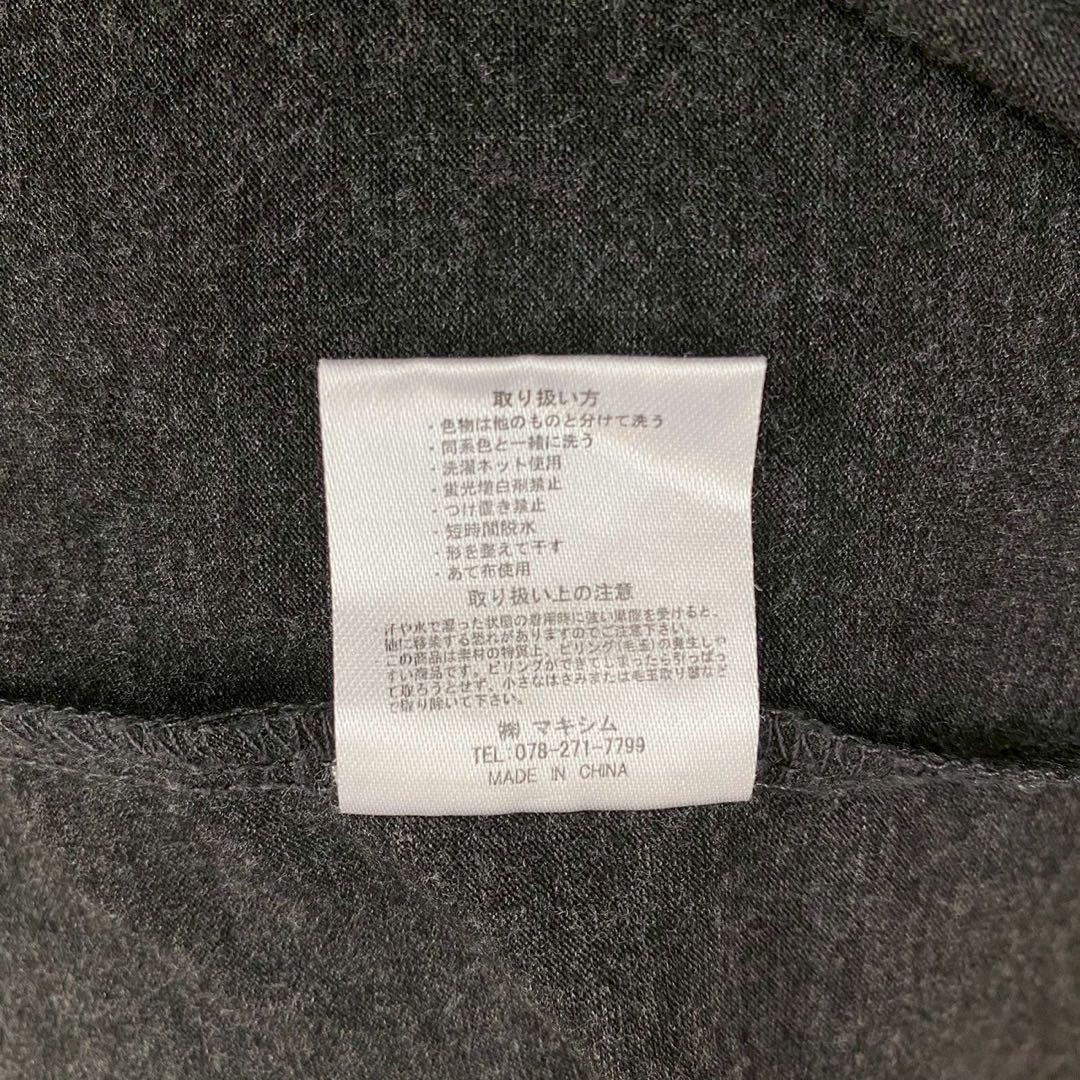 取り扱い方
・色物は他のものと分けて洗う
・同系色と一緒に洗う
・洗濯ネット使用
・蛍光増白剤禁止
・つけ置き禁止
・短時間脱水
・形を整えて干す
・あて布使用
取り扱い上の注意
汗や水で湿った状態の着用時に強い摩擦を受けると、
他に移染する恐れがありますのでご注意下さい。
この商品は素材の特質上、ピリング(毛玉)の発生しや
すい商品です。ピリングができてしまったら引っぱっ
て取ろうとせず、小さなはさみまたは毛玉取り器など
で取り除いて下さい。
㈱ マキシム
TEL.078-271-7799
MADE IN CHINA